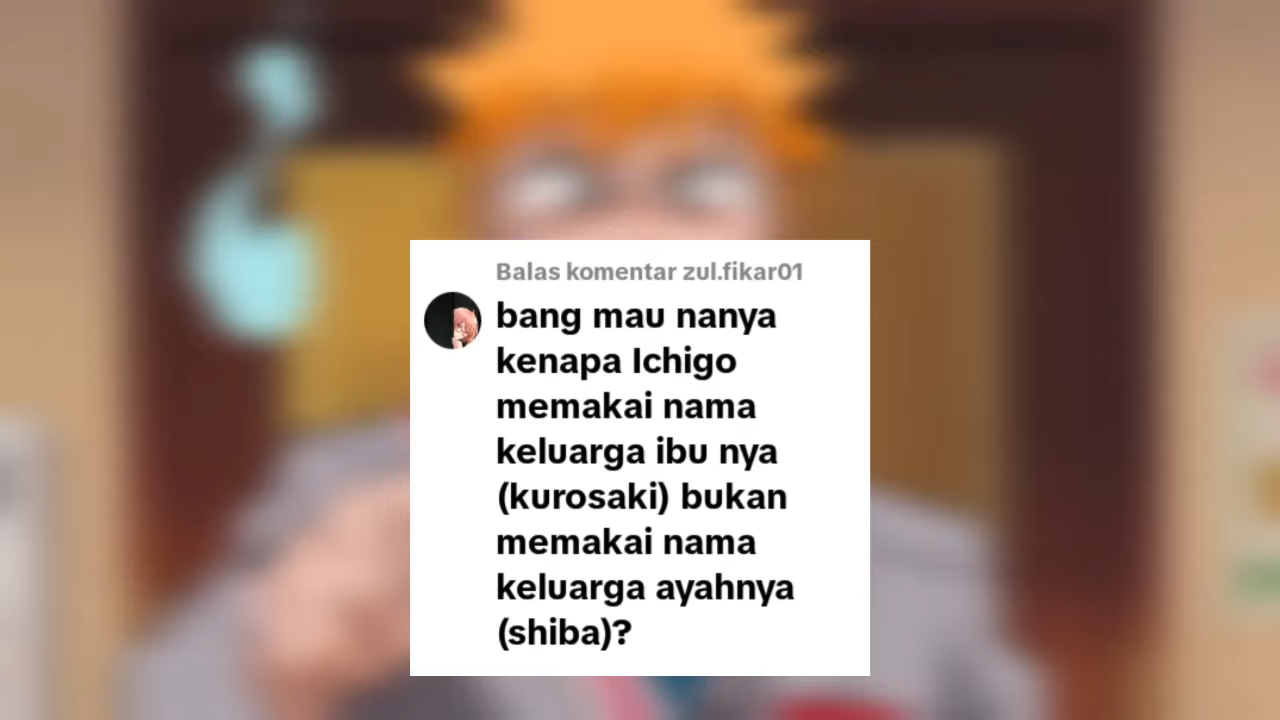 Balas komentar zul.fikar01
bang mau nanya
kenapa Ichigo
memakai nama
keluarga ibu nya
(kurosaki) bukan
memakai nama
keluarga ayahnya
(shiba)?